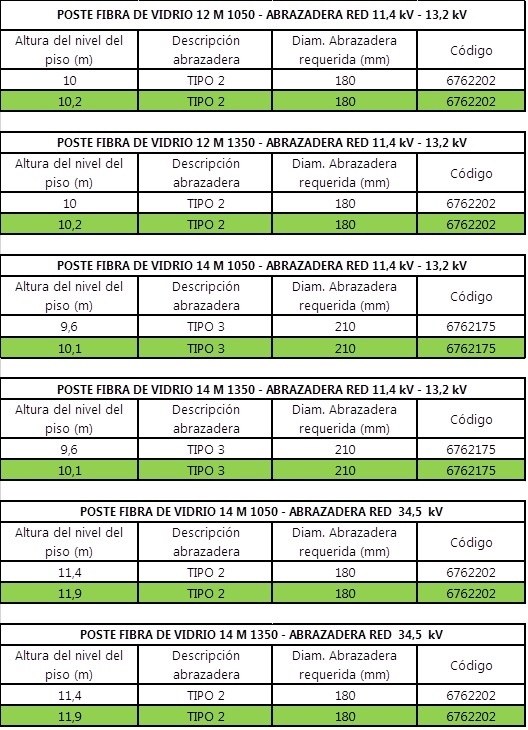 POSTE FIBRA DE VIDRIO 12 M 1050 - ABRAZADERA RED 11,4 kV - 13,2 kV
Altura del nivel del piso (m) Descripción abrazadera Diam. Abrazadera requerida (mm) Código
10 TIPO 2 180 6762202
10,2 TIPO 2 180 6762202
POSTE FIBRA DE VIDRIO 12 M 1350 - ABRAZADERA RED 11,4 kV - 13,2 kV
Altura del nivel del piso (m) Descripción abrazadera Diam. Abrazadera requerida (mm) Código
10 TIPO 2 180 6762202
10,2 TIPO 2 180 6762202
POSTE FIBRA DE VIDRIO 14 M 1050 - ABRAZADERA RED 11,4 kV - 13,2 kV
Altura del nivel del piso (m) Descripción abrazadera Diam. Abrazadera requerida (mm) Código
9,6 TIPO 3 210 6762175
10,1 TIPO 3 210 6762175
POSTE FIBRA DE VIDRIO 14 M 1350 - ABRAZADERA RED 11,4 kV - 13,2 kV
Altura del nivel del piso (m) Descripción abrazadera Diam. Abrazadera requerida (mm) Código
9,6 TIPO 3 210 6762175
10,1 TIPO 3 210 6762175
POSTE FIBRA DE VIDRIO 14 M 1050 - ABRAZADERA RED 34,5 kV
Altura del nivel del piso (m) Descripción abrazadera Diam. Abrazadera requerida (mm) Código
11,4 TIPO 2 180 6762202
11,9 TIPO 2 180 6762202
POSTE FIBRA DE VIDRIO 14 M 1350 - ABRAZADERA RED 34,5 kV
Altura del nivel del piso (m) Descripción abrazadera Diam. Abrazadera requerida (mm) Código
11,4 TIPO 2 180 6762202
11,9 TIPO 2 180 6762202